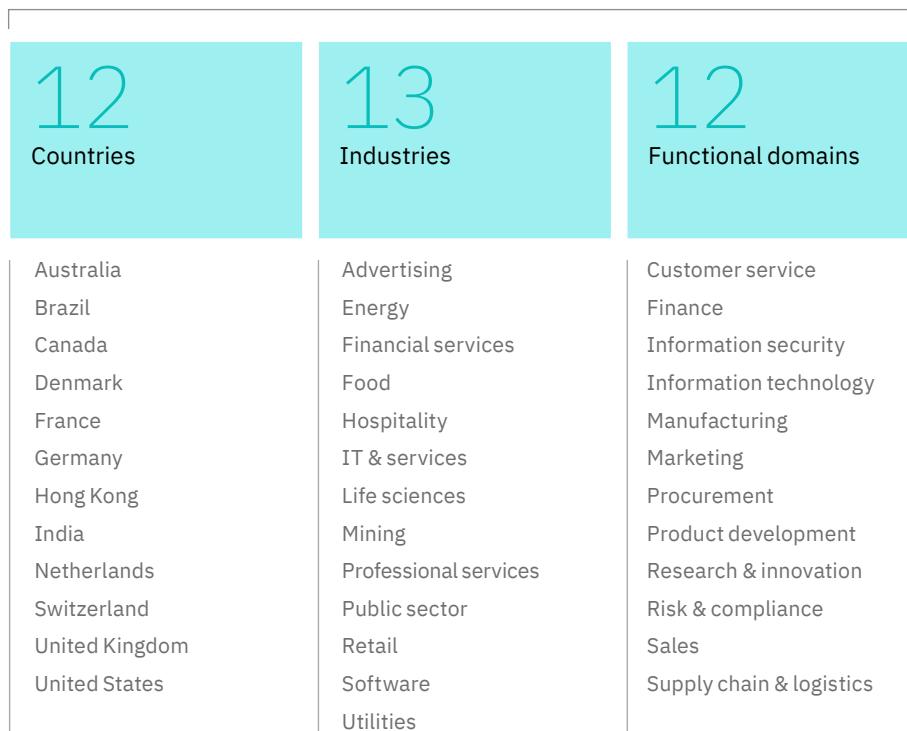 12
Countries
Australia
Brazil
Canada
Denmark
France
Germany
Hong Kong
India
Netherlands
Switzerland
United Kingdom
United States
13
Industries
Advertising
Energy
Financial services
Food
Hospitality
IT & services
Life sciences
Mining
Professional services
Public sector
Retail
Software
Utilities
12
Functional domains
Customer service
Finance
Information security
Information technology
Manufacturing
Marketing
Procurement
Product development
Research & innovation
Risk & compliance
Sales
Supply chain & logistics